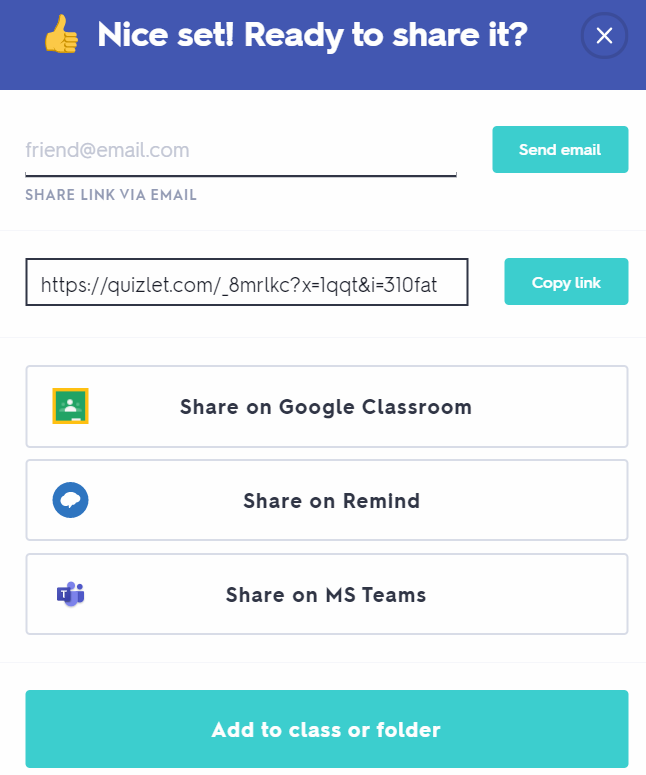 Nice set! Ready to share it?
friend@email.com
Send email
SHARE LINK VIA EMAIL
https://quizlet.com/_8mrlkc?x=1qqt&i=310fat
Copy link
Share on Google Classroom
Share on Remind
T
Share on MS Teams
Add to class or folder